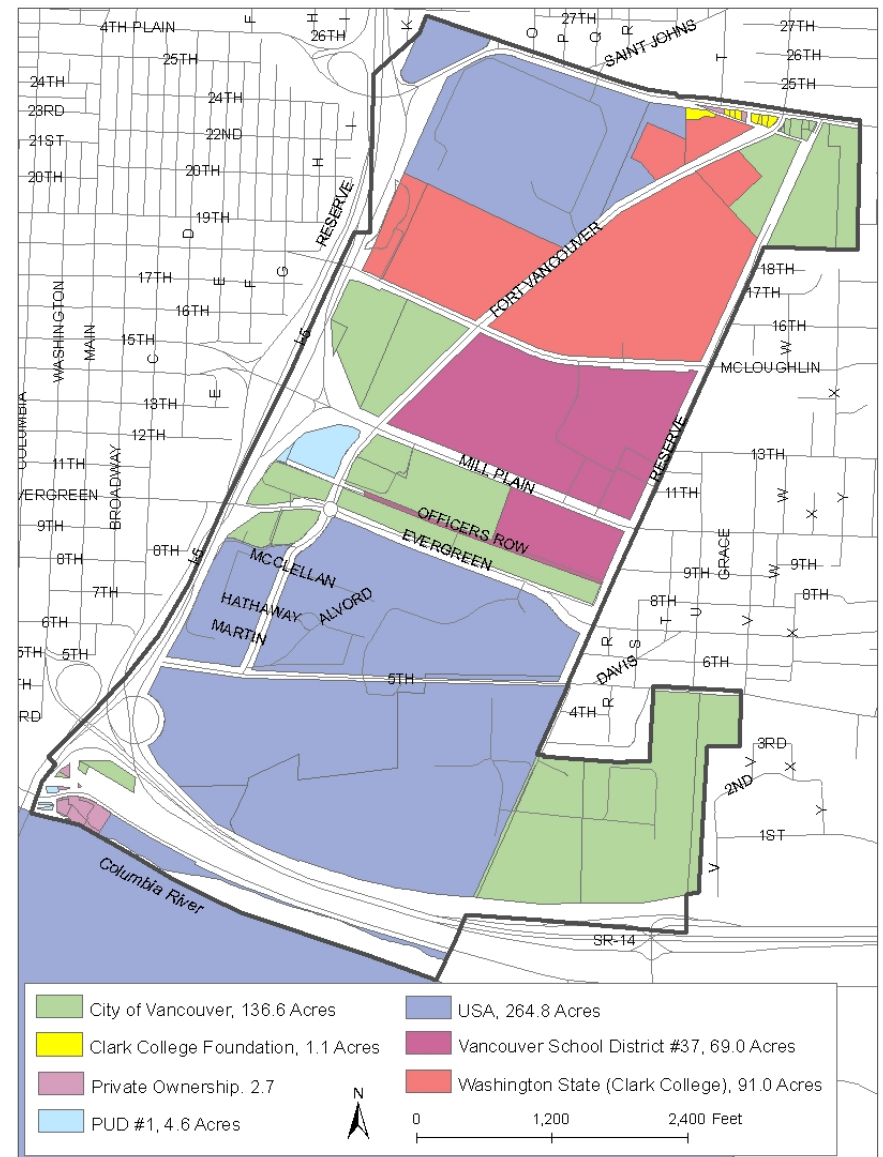 4TH PLAIN
F
H
I
K
26TH
27TH
O
P
Q
R
SAINT JOHNS
T
27TH
26TH
25TH
25TH
24TH
24TH
23RD
22ND
I
21ST
H
20TH
20TH
19TH
RESERVE
D
E
F
G
17TH
16TH
WASHINGTON
MAIN
15TH
C
I-5
13TH
E
12TH
COLUMBIA
11TH
BROADWAY
9TH
8TH
8TH
I-5
7TH
6TH
5TH
5TH
FORT VANCOUVER
18TH
17TH
16TH
W
MCLOUGHLIN
X
MILL PLAIN
RESERVE
13TH
11TH
W
Y
X
OFFICERS ROW
EVERGREEN
GRACE
9TH
W
9TH
8TH
8TH
MCCLELLAN
HATHAWAY
ALVORD
MARTIN
R
S
T
U
V
X
DAVIS
6TH
5TH
R
4TH
3RD
V
X
2ND
Y
1ST
V
Columbia River
SR-14
City of Vancouver, 136.6 Acres
Clark College Foundation, 1.1 Acres
Private Ownership. 2.7
PUD #1, 4.6 Acres
USA, 264.8 Acres
Vancouver School District #37, 69.0 Acres
Washington State (Clark College), 91.0 Acres
N
0 1,200 2,400 Feet